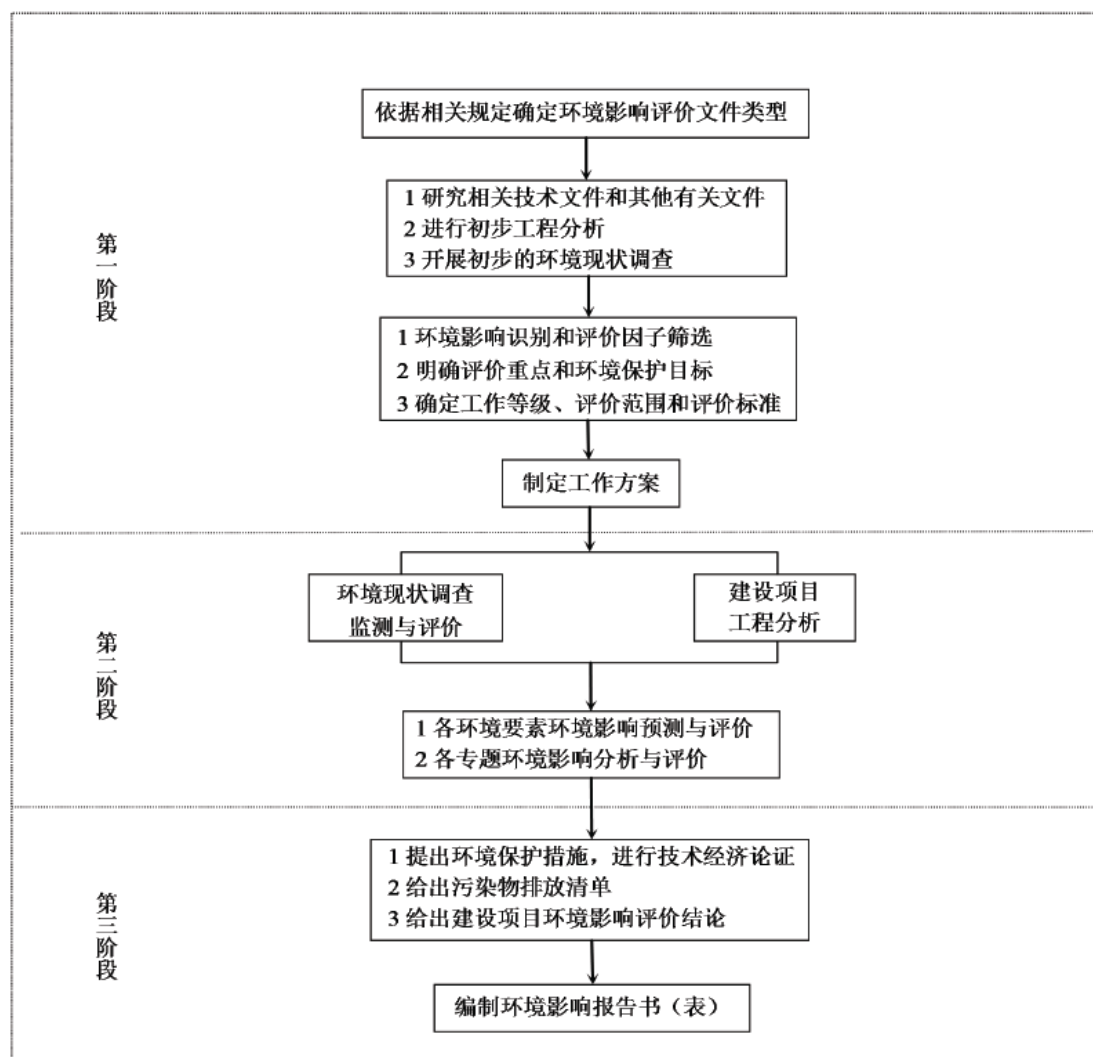 依据相关规定确定环境影响评价文件类型
1 研究相关技术文件和其他有关文件
2 进行初步工程分析
3 开展初步的环境现状调查
第一阶段
1 环境影响识别和评价因子筛选
2 明确评价重点和环境保护目标
3 确定工作等级、评价范围和评价标准
制定工作方案
第二阶段
环境现状调查
监测与评价
建设项目
工程分析
1 各环境要素环境影响预测与评价
2 各专题环境影响分析与评价
第三阶段
1 提出环境保护措施，进行技术经济论证
2 给出污染物排放清单
3 给出建设项目环境影响评价结论
编制环境影响报告书（表）